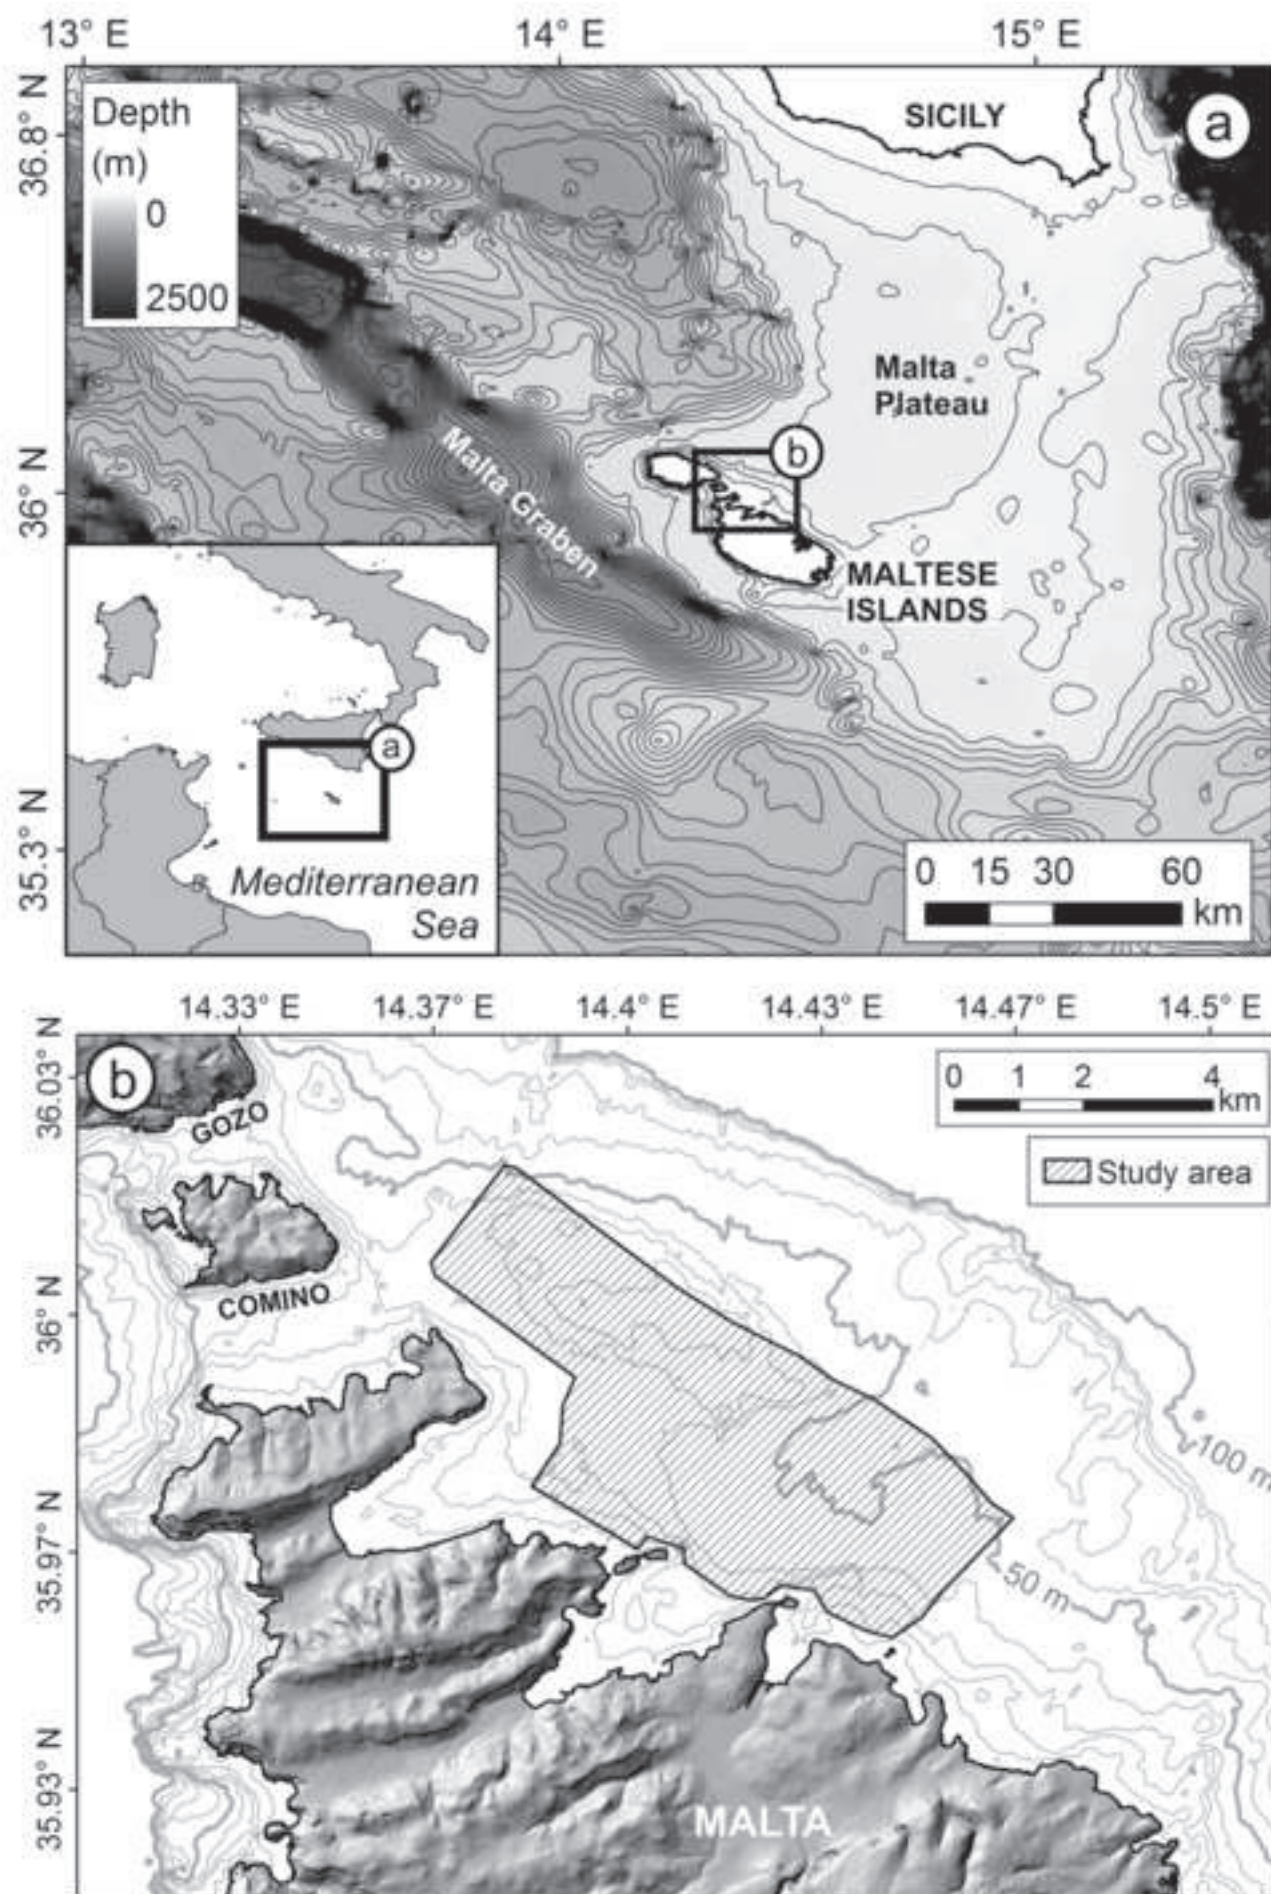 13° E 14° E 15° E
36.8° N
36° N
35.3° N
Depth
(m)
0
2500
SICILY
a
Malta
Plateau
b
Malta Graben
MALTESE
ISLANDS
a
Mediterranean
Sea
0 15 30 60
km
14.33° E 14.37° E 14.4° E 14.43° E 14.47° E 14.5° E
36.03° N
36° N
35.97° N
35.93° N
b
GOZO
COMINO
0 1 2 4
km
Study area
100 m
50 m
MALTA